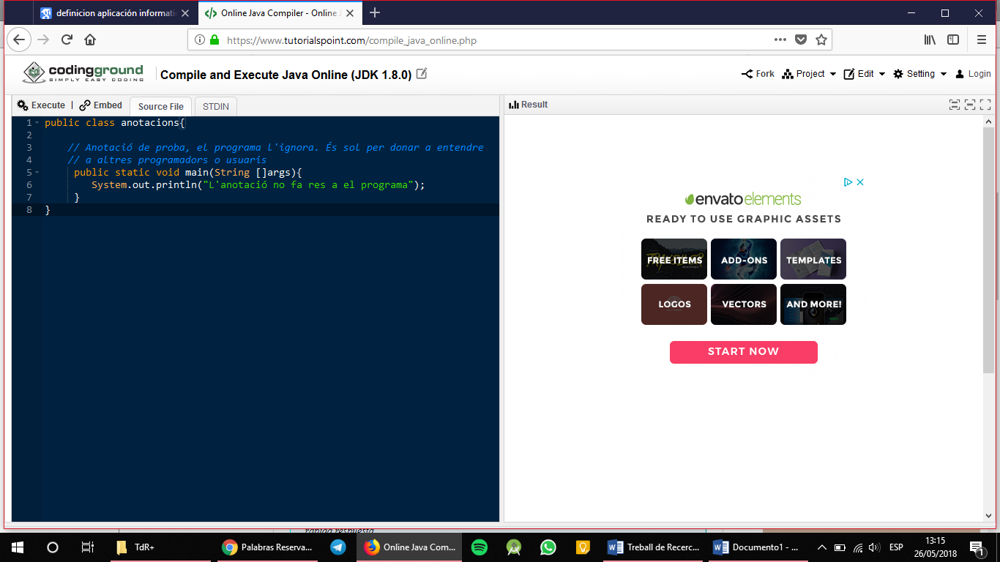 definicion aplicación informati
Online Java Compiler - Online J
https://www.tutorialspoint.com/compile_java_online.php
codingground
SIMPLY EASY CODING
Compile and Execute Java Online (JDK 1.8.0)
Fork
Project
Edit
Setting
Login
Execute | Embed
Source File
STDIN
Result
1 public class anotacions{
2
3 // Anotació de proba, el programa l'ignora. És sol per donar a entendre
4 // a altres programadors o usuaris
5 public static void main(String []args){
6 System.out.println("L'anotació no fa res a el programa");
7 }
8 }
envatoelements
READY TO USE GRAPHIC ASSETS
FREE ITEMS
ADD-ONS
TEMPLATES
LOGOS
VECTORS
AND MORE!
START NOW
TdR+
Palabras Reserva...
Online Java Com...
Treball de Recerc...
Documento1 - ...
ESP
13:15
26/05/2018
1